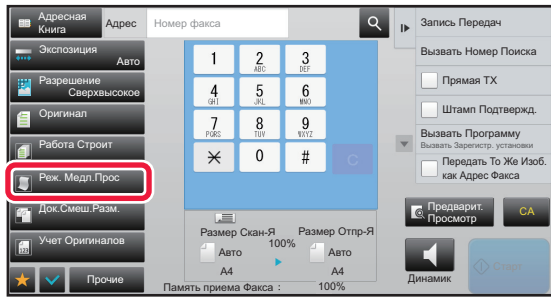 Адресная
Книга
Адрес
Номер факса
Экспозиция
Авто
Разрешение
Сверхвысокое
Оригинал
Работа Строит
Реж. Медл.Прос
Док.Смеш.Разм.
Учет Оригиналов
Прочие
1
2
ABC
3
DEF
4
GHI
5
JKL
6
MNO
7
PQRS
8
TUV
9
WXYZ
0
#
C
Размер Скан-Я
Размер Отпр-Я
100%
Авто
Авто
A4
A4
Память приема Факса :
100%
Запись Передач
Вызвать Номер Поиска
Прямая TX
Штамп Подтвержд.
Вызвать Программу
Вызвать Зарегистр. установки
Передать То Же Изоб.
как Адрес Факса
Предварит.
Просмотр
CA
Динамик
Старт